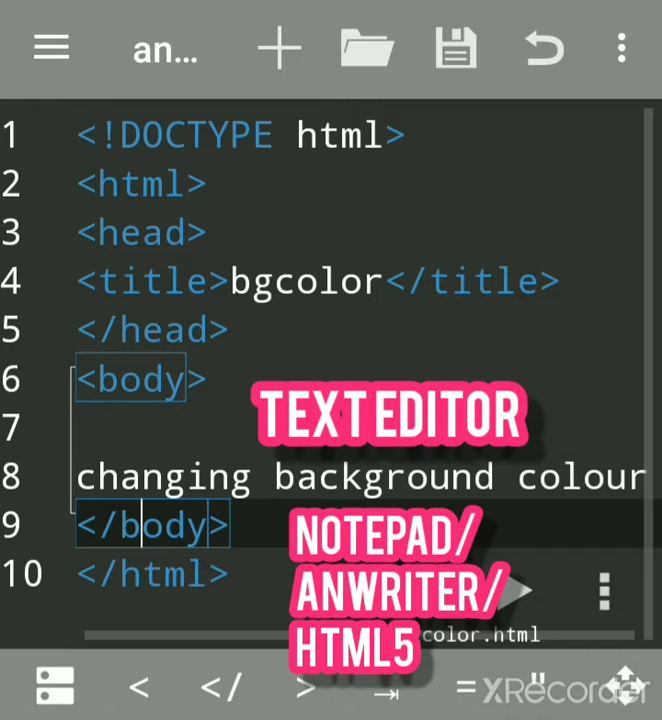 an...
1 <!DOCTYPE html>
2 <html>
3 <head>
4 <title>bgcolor</title>
5 </head>
6 <body>
TEXT EDITOR
7
8 changing background colour
9 </body>
NOTEPAD/
10 </html>
ANWRITER/
HTML5
color.html
< </ > ⇥ = "
XRecorder